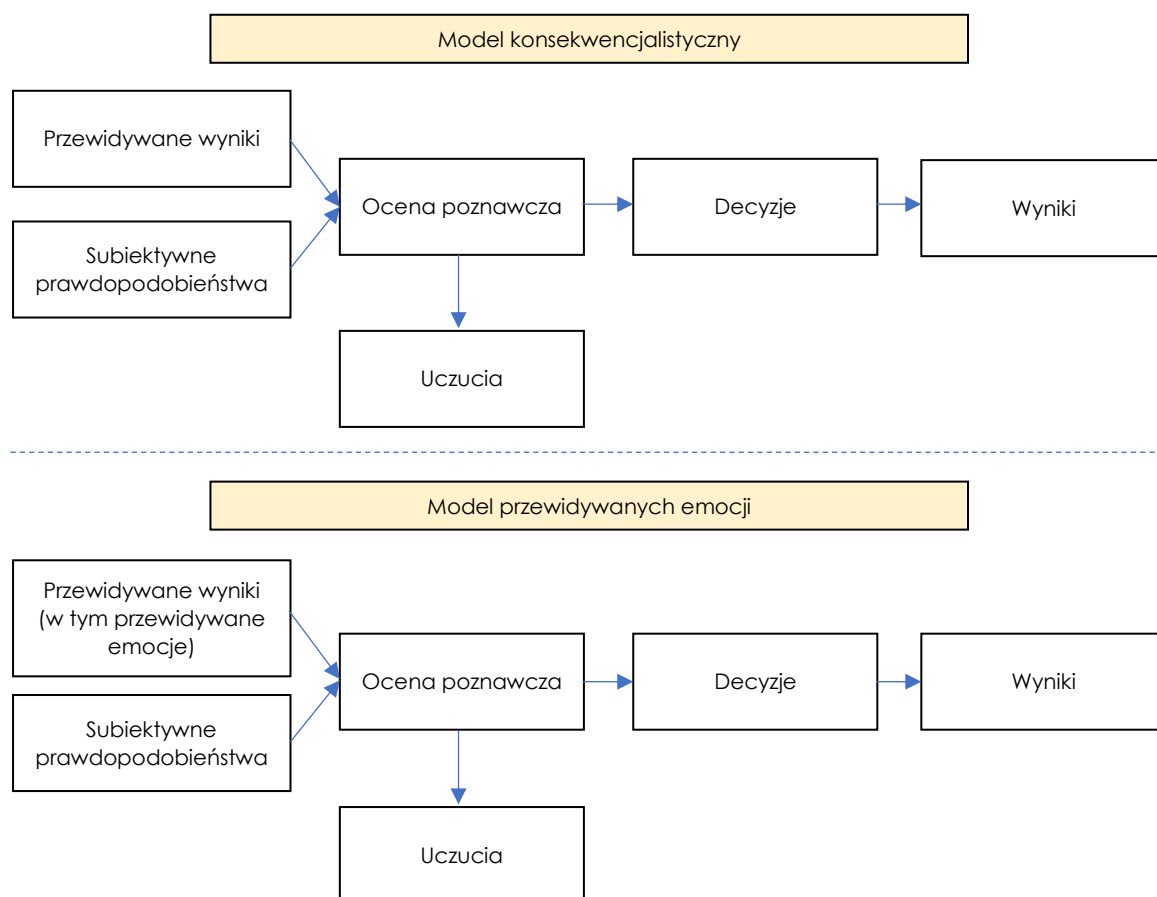 Model konsekwencjalistyczny
Przewidywane wyniki
Subiektywne
prawdopodobieństwa
Ocena poznawcza
Decyzje
Wyniki
Uczucia
Model przewidywanych emocji
Przewidywane wyniki
(w tym przewidywane
emocje)
Subiektywne
prawdopodobieństwa
Ocena poznawcza
Decyzje
Wyniki
Uczucia